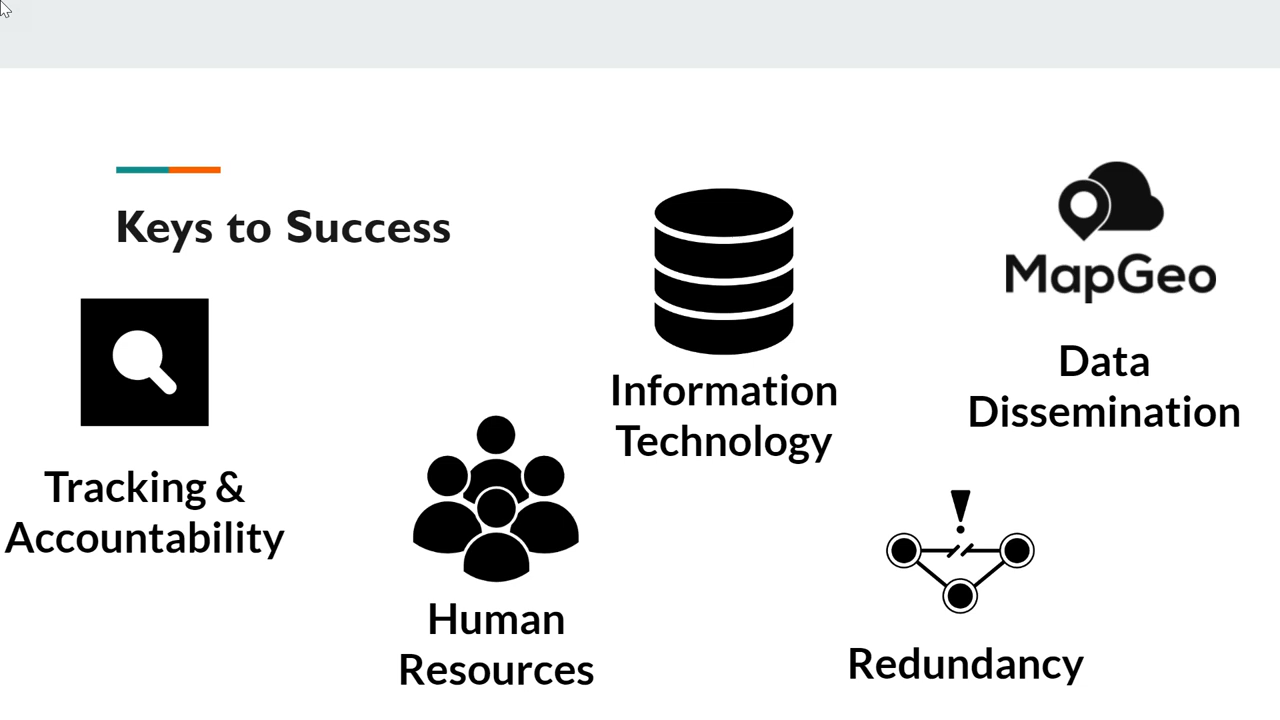 Keys to Success
Tracking &
Accountability
Human
Resources
Information
Technology
MapGeo
Data
Dissemination
Redundancy